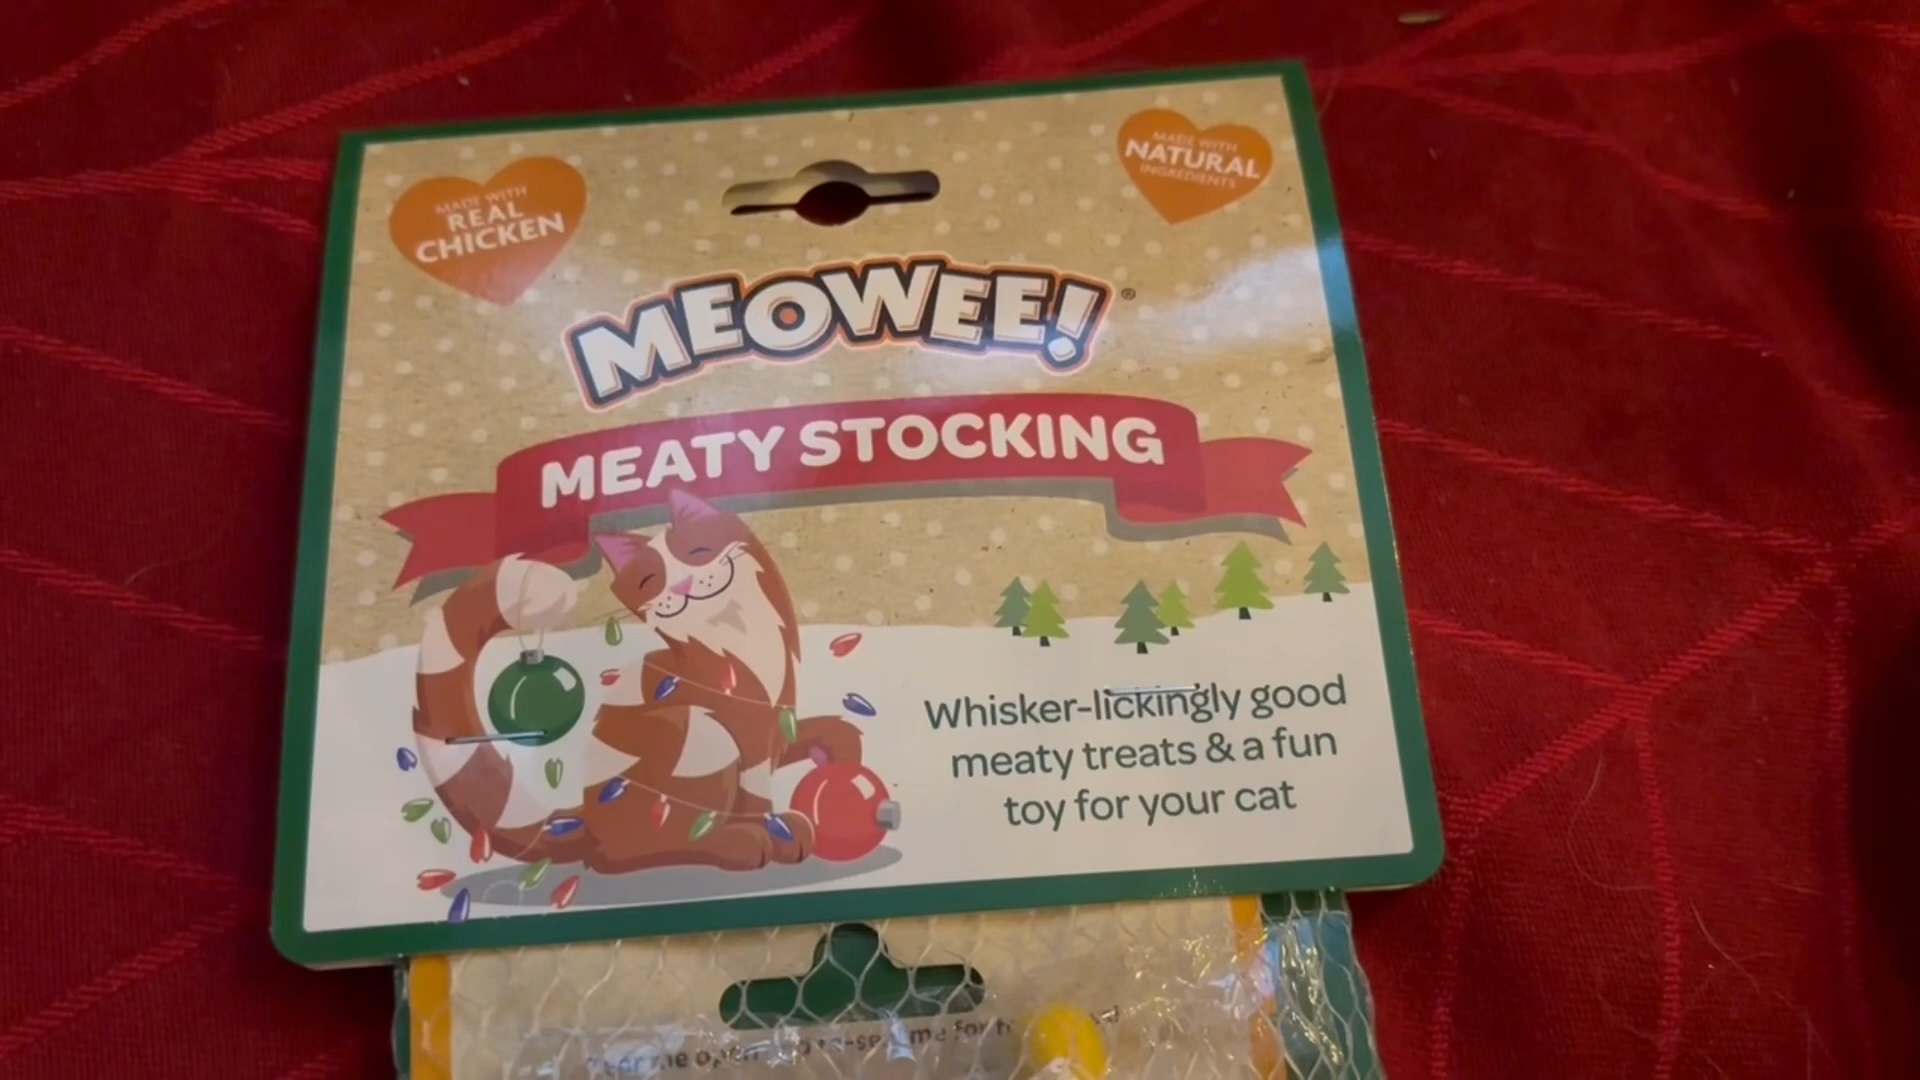 MADE WITH
REAL
CHICKEN
MADE WITH
NATURAL
INGREDIENTS
MEOWEE!®
MEATY STOCKING
Whisker-lickingly good
meaty treats & a fun
toy for your cat